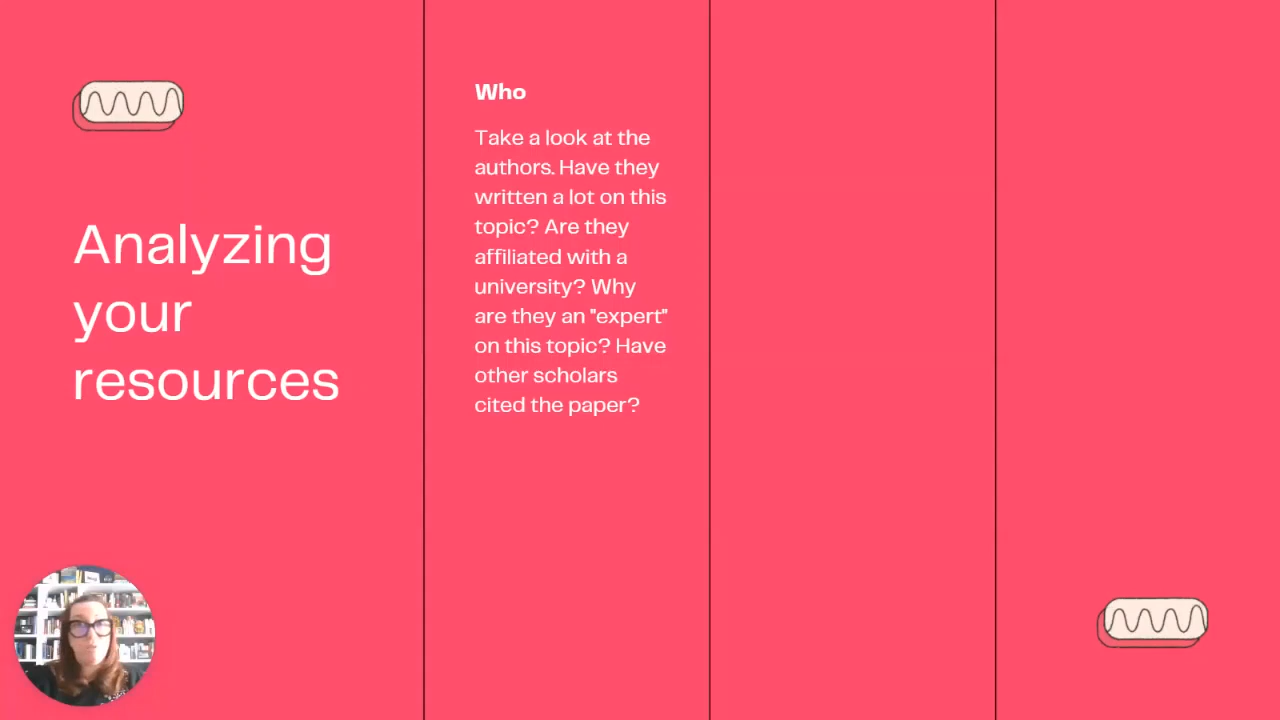 Analyzing
your
resources
Who
Take a look at the
authors. Have they
written a lot on this
topic? Are they
affiliated with a
university? Why
are they an "expert"
on this topic? Have
other scholars
cited the paper?